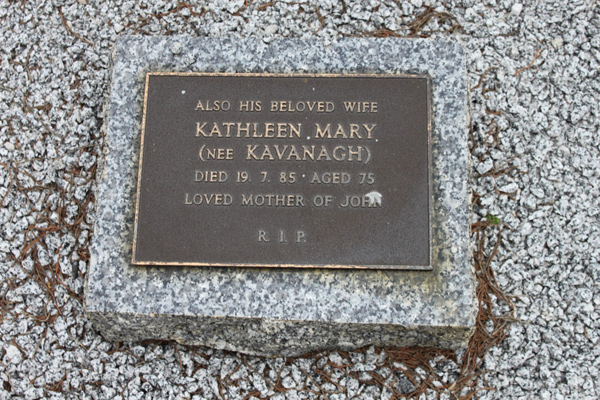 ALSO HIS BELOVED WIFE
KATHLEEN MARY
(NEE KAVANAGH)
DIED 19. 7. 85 • AGED 75
LOVED MOTHER OF JOHN
R. I. P.